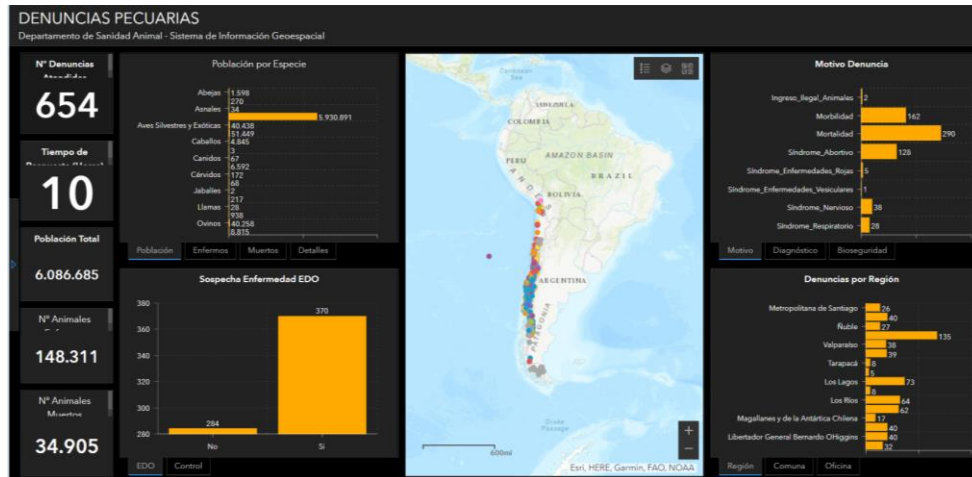 DENUNCIAS PECUARIAS
Departamento de Sanidad Animal - Sistema de Información Geoespacial
N° Denuncias
654
Tiempo de
10
Población Total
6.086.685
N° Animales
148.311
N° Animales
Muertos
34.905
Población por Especie
Abejas 1.598
270
Asnales 34
5.930.891
Aves Silvestres y Exóticas 40.438
51.449
Caballos 4.845
3
Canidos 67
6.592
Cérvidos 172
68
Jabalíes 2
217
Llamas 28
938
Ovinos 40.258
8.815
Población Enfermos Muertos Detalles
Sospecha Enfermedad EDO
380
360
340
320
300
280
284
370
No Si
EDO Control
Caribbean
Sea
VENEZUELA
COLOMBIA
AMAZON BASIN
PERU
BRAZIL
ANDES
BOLIVIA
ARGENTINA
PATAGONIA
Drake
Passage
600mi
+
−
Esri, HERE, Garmin, FAO, NOAA
Motivo Denuncia
Ingreso_Ilegal_Animales 2
Morbilidad 162
Mortalidad 290
Síndrome_Abortivo 128
Síndrome_Enfermedades_Rojas 5
Síndrome_Enfermedades_Vesiculares 1
Síndrome_Nervioso 38
Síndrome_Respiratorio 28
Motivo Diagnóstico Bioseguridad
Denuncias por Región
Metropolitana de Santiago 26
40
Ñuble 27
135
Valparaíso 38
39
Tarapacá 8
5
Los Lagos 73
8
Los Ríos 64
62
Magallanes y de la Antártica Chilena 17
40
Libertador General Bernardo OHiggins 40
32
Región Comuna Oficina